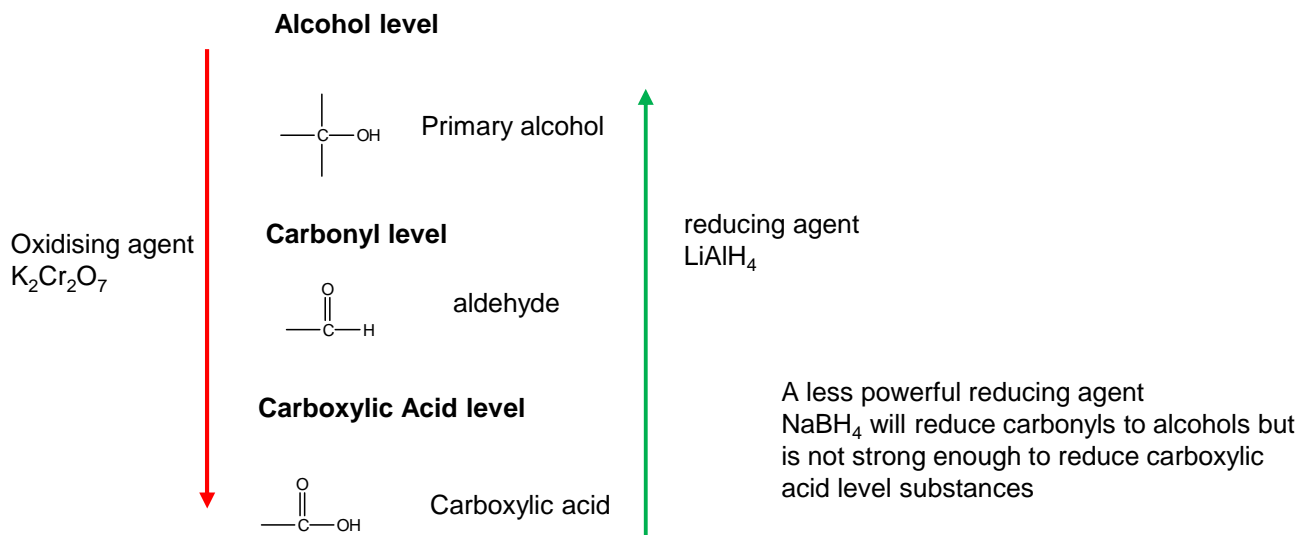 Alcohol level
C
OH
Primary alcohol
Oxidising agent
K₂Cr₂O₇
Carbonyl level
O
C
H
aldehyde
reducing agent
LiAlH₄
Carboxylic Acid level
O
C
OH
Carboxylic acid
A less powerful reducing agent
NaBH₄ will reduce carbonyls to alcohols but
is not strong enough to reduce carboxylic
acid level substances